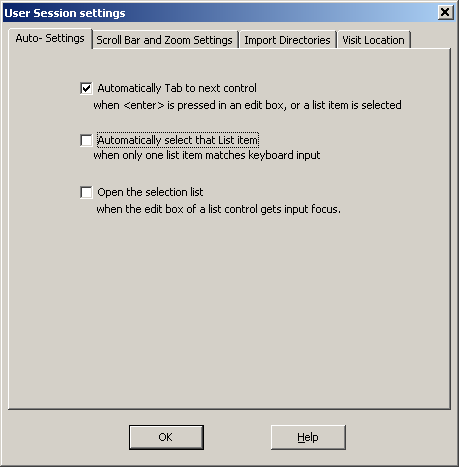 User Session settings
Auto- Settings
Scroll Bar and Zoom Settings
Import Directories
Visit Location
Automatically Tab to next control
when <enter> is pressed in an edit box, or a list item is selected
Automatically select that List item
when only one list item matches keyboard input
Open the selection list
when the edit box of a list control gets input focus.
OK
Help